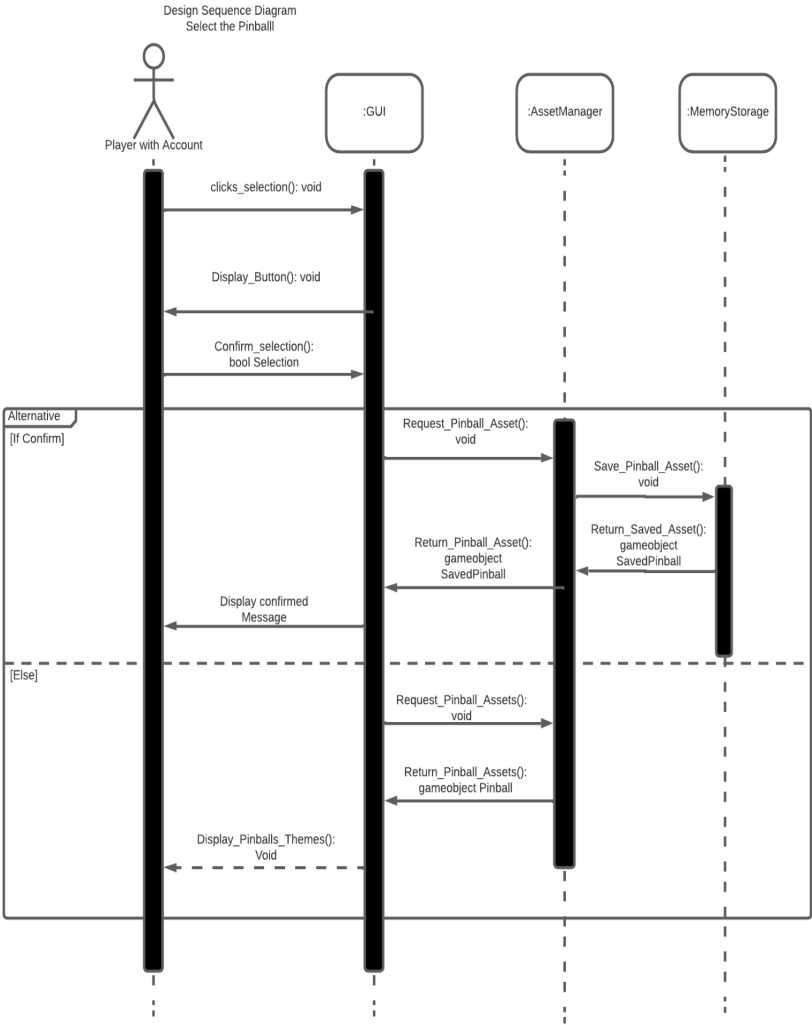 Design Sequence Diagram
Select the Pinballl
Player with Account
:GUI
:AssetManager
:MemoryStorage
clicks_selection(): void
Display_Button(): void
Confirm_selection():
bool Selection
Alternative
[If Confirm]
Request_Pinball_Asset():
void
Save_Pinball_Asset():
void
Return_Saved_Asset():
gameobject
SavedPinball
Return_Pinball_Asset():
gameobject
SavedPinball
Display confirmed
Message
[Else]
Request_Pinball_Assets():
void
Return_Pinball_Assets():
gameobject Pinball
Display_Pinballs_Themes():
Void